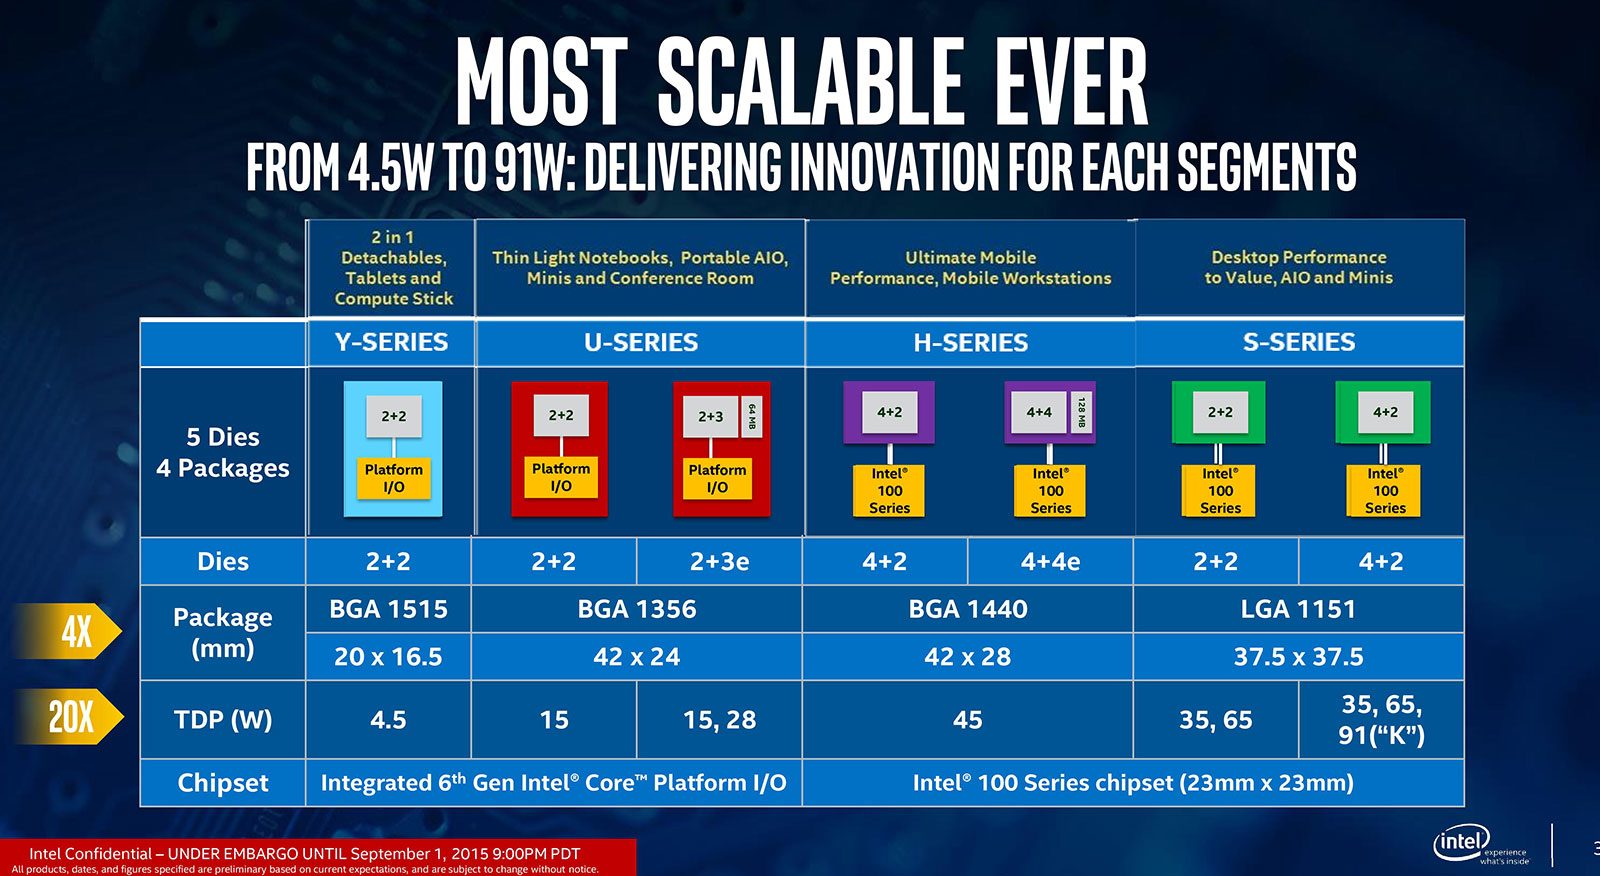 MOST SCALABLE EVER
FROM 4.5W TO 91W: DELIVERING INNOVATION FOR EACH SEGMENTS
2 in 1
Detachables,
Tablets and
Compute Stick
Thin Light Notebooks, Portable AIO,
Minis and Conference Room
Ultimate Mobile
Performance, Mobile Workstations
Desktop Performance
to Value, AIO and Minis
Y-SERIES U-SERIES H-SERIES S-SERIES
5 Dies
4 Packages
2+2
Platform
I/O
2+2
Platform
I/O
2+3
64 MB
Platform
I/O
4+2
Intel®
100
Series
4+4
128 MB
Intel®
100
Series
2+2
Intel®
100
Series
4+2
Intel®
100
Series
Dies 2+2 2+2 2+3e 4+2 4+4e 2+2 4+2
4X
Package
(mm)
BGA 1515 BGA 1356 BGA 1440 LGA 1151
20 x 16.5 42 x 24 42 x 28 37.5 x 37.5
20X
TDP (W) 4.5 15 15, 28 45 35, 65 35, 65,
91(“K”)
Chipset Integrated 6th Gen Intel® Core™ Platform I/O Intel® 100 Series chipset (23mm x 23mm)
Intel Confidential – UNDER EMBARGO UNTIL September 1, 2015 9:00PM PDT
All products, dates, and figures specified are preliminary based on current expectations, and are subject to change without notice.
intel
experience
what's inside
3